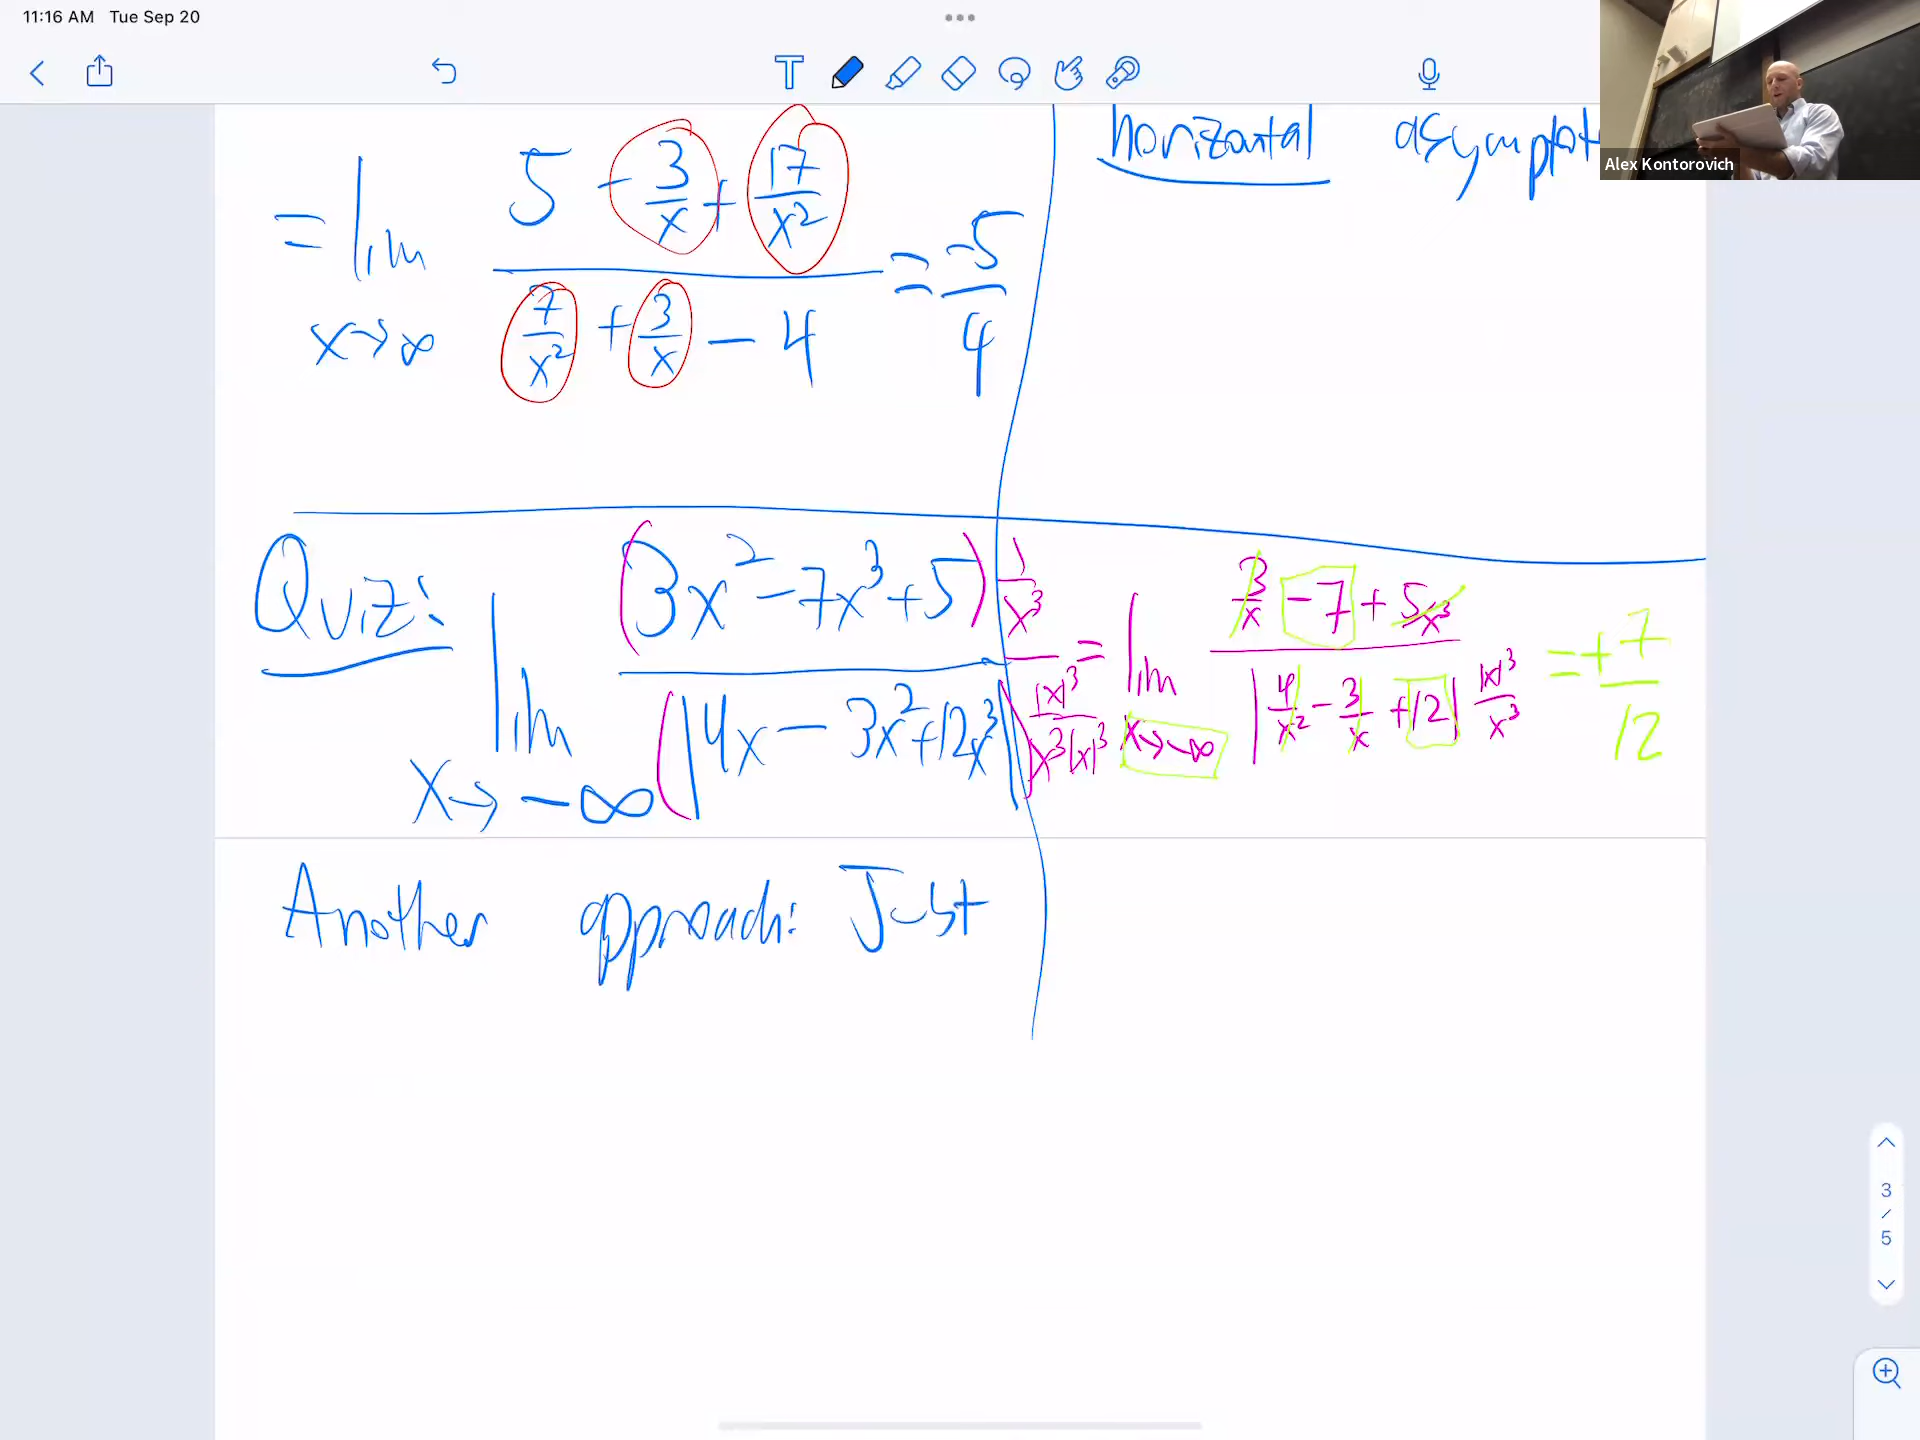 11:16 AM Tue Sep 20
Alex Kontorovich
horizontal asymptot
= lim x→∞ (5 - 3/x + 17/x²) / (7/x² + 3/x - 4) = -5/4
Quiz: lim x→-∞ (3x² - 7x³ + 5) / (|4x - 3x² + 12x³|) (1/x³) / (|x|³/(x³|x|³)) = lim x→-∞ (3/x - 7 + 5/x³) / (|4/x² - 3/x + 12| |x|³/x³) = +7/12
Another approach: Just
3
/
5